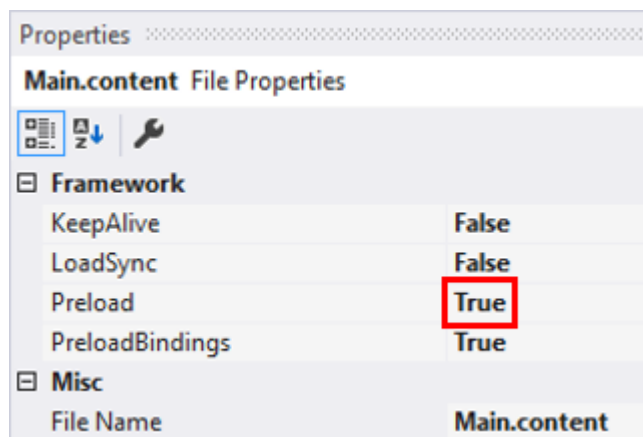 Properties
Main.content File Properties
Framework
KeepAlive False
LoadSync False
Preload True
PreloadBindings True
Misc
File Name Main.content